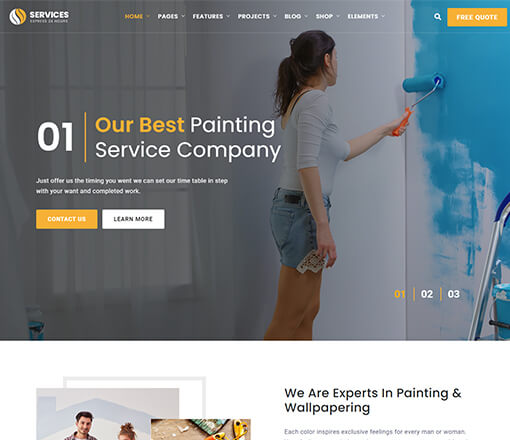 SERVICES
EXPRESS 24 HOURS
HOME PAGES FEATURES PROJECTS BLOG SHOP ELEMENTS
FREE QUOTE
01
Our Best Painting
Service Company
Just offer us the timing you went we can set our time table in step
with your want and completed work.
CONTACT US
LEARN MORE
01 02 03
We Are Experts In Painting &
Wallpapering
Each color inspires exclusive feelings for every man or woman.